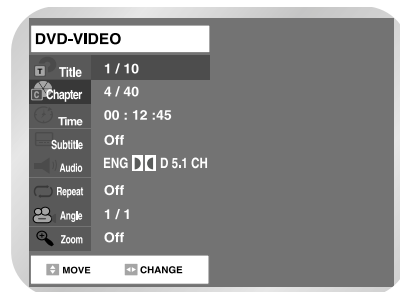 DVD-VIDEO
T Title 1 / 10
C Chapter 4 / 40
Time 00 : 12 :45
Subtitle Off
Audio ENG D 5.1 CH
Repeat Off
Angle 1 / 1
Zoom Off
MOVE CHANGE